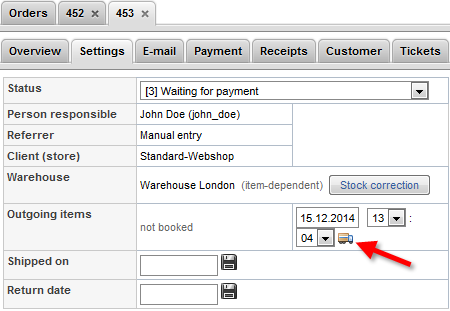 Orders 452 453
Overview Settings E-mail Payment Receipts Customer Tickets
Status [3] Waiting for payment
Person responsible John Doe (john_doe)
Referrer Manual entry
Client (store) Standard-Webshop
Warehouse Warehouse London (item-dependent) Stock correction
Outgoing items not booked 15.12.2014 13 :
04
Shipped on
Return date